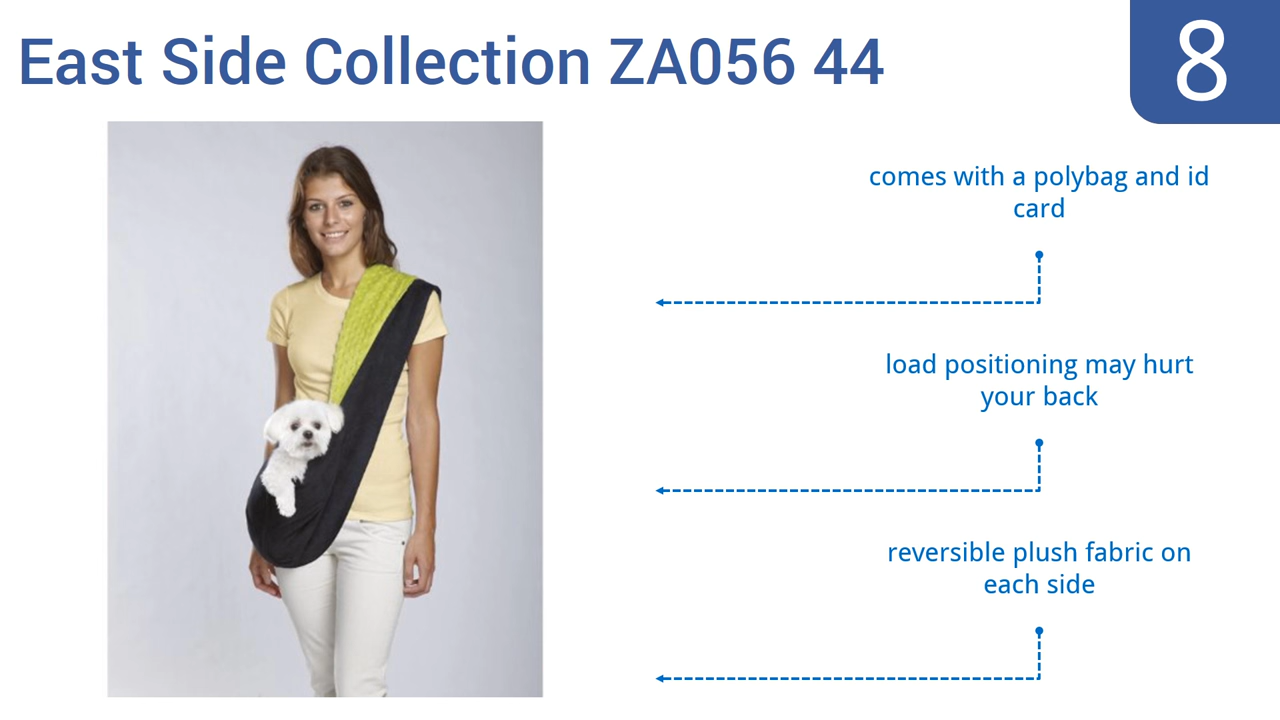 East Side Collection ZA056 44
8
comes with a polybag and id
card
load positioning may hurt
your back
reversible plush fabric on
each side